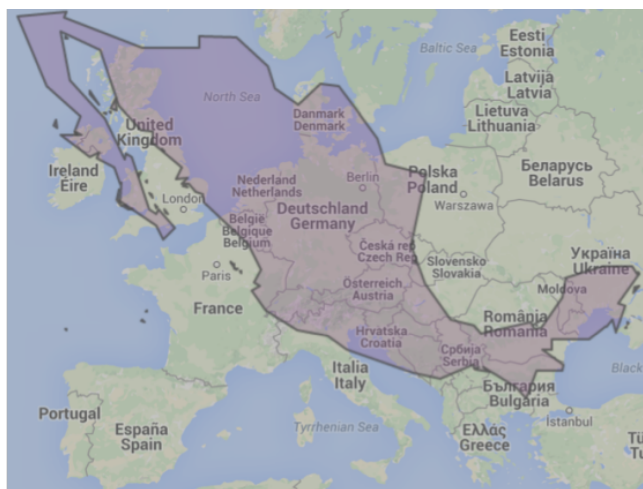 Eesti
Estonia
Baltic Sea
Latvija
Latvia
North Sea
Lietuva
Lithuania
Danmark
Denmark
United
Kingdom
Беларусь
Belarus
Ireland
Éire
Polska
Poland
Nederland
Netherlands
Berlin
Warszawa
London
Deutschland
Germany
België
Belgique
Belgium
Česká rep
Czech Rep
Україна
Ukraine
Paris
Slovensko
Slovakia
Moldova
Österreich
Austria
France
România
Romania
Hrvatska
Croatia
Србија
Serbia
Italia
Italy
България
Bulgaria
Black
Portugal
España
Spain
Tyrrhenian Sea
Ελλάς
Greece
Istanbul
Tü
Tu